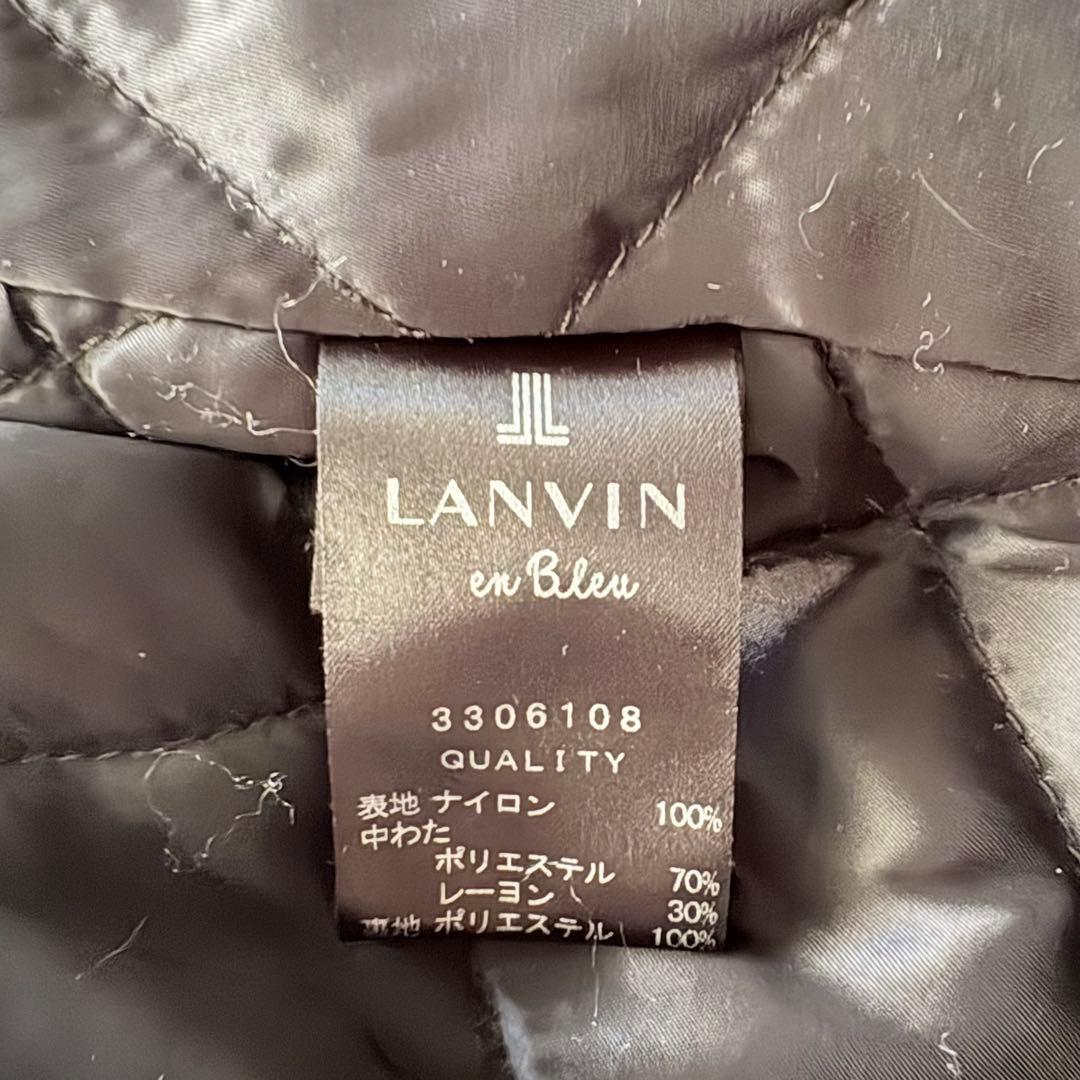 LANVIN
en Bleu
3306108
QUALITY
表地 ナイロン 100%
中わた
ポリエステル 70%
レーヨン 30%
裏地 ポリエステル 100%